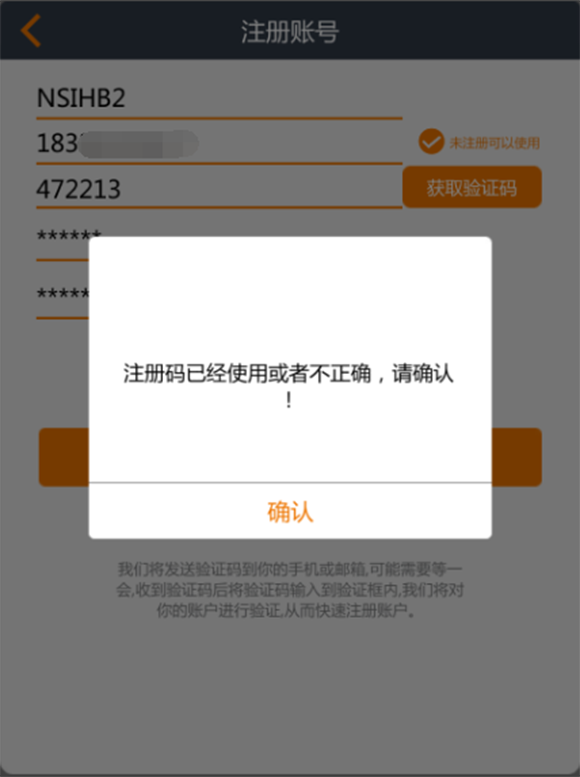 注册账号
NSIHB2
183
未注册可以使用
472213
获取验证码
******
*****
注册码已经使用或者不正确，请确认
！
确认
我们将发送验证码到你的手机或邮箱,可能需要等一
会,收到验证码后将验证码输入到验证框内,我们将对
你的账户进行验证,从而快速注册账户。